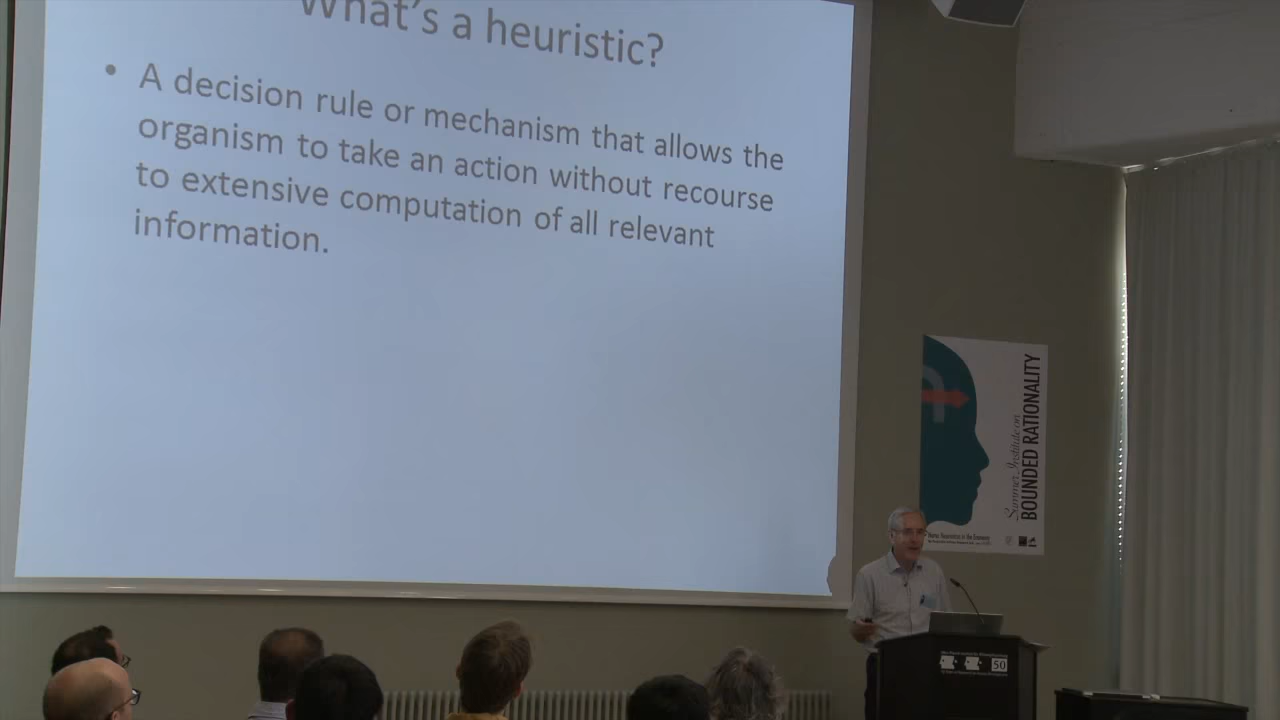 What's a heuristic?
• A decision rule or mechanism that allows the
organism to take an action without recourse
to extensive computation of all relevant
information.
Summer Institute on
BOUNDED RATIONALITY
50